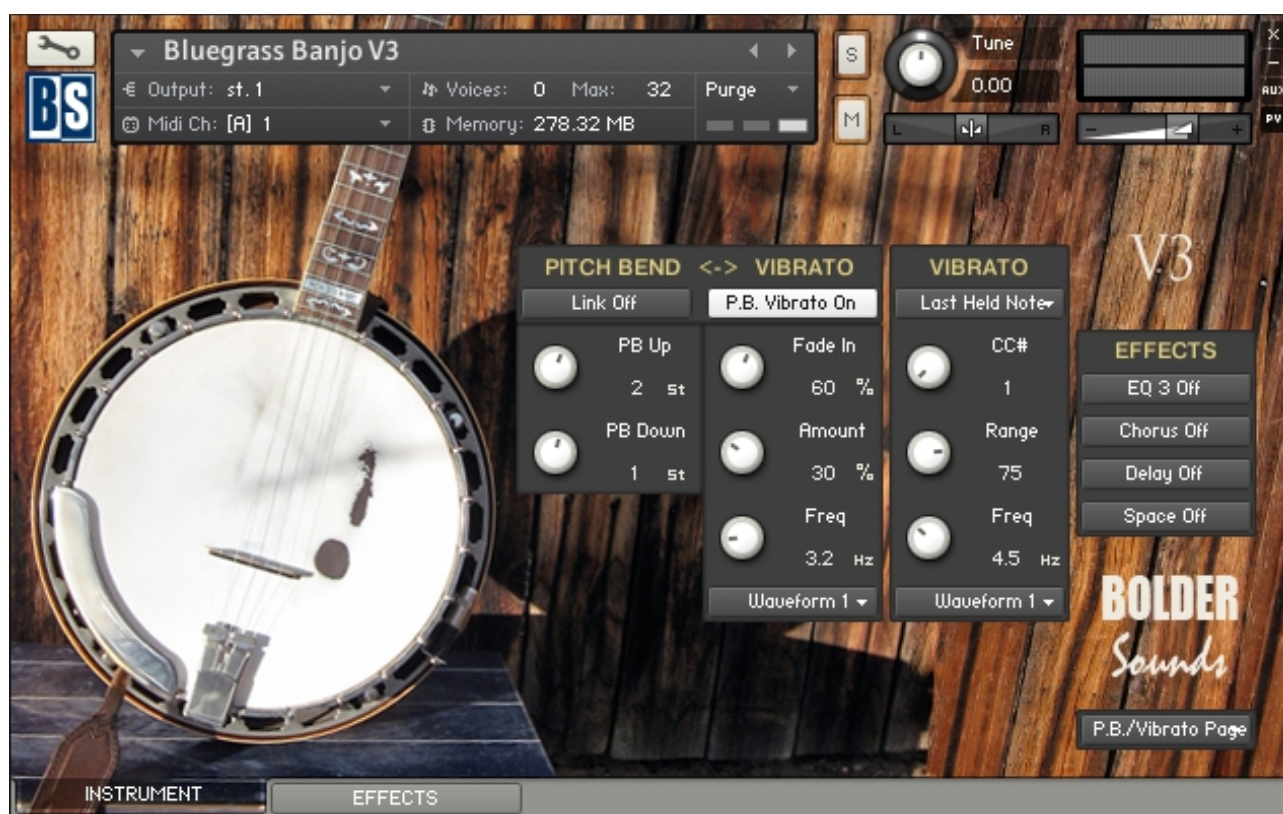 BS
Bluegrass Banjo V3
Output: st. 1
Voices: 0 Max: 32
Purge
Midi Ch: [A] 1
Memory: 278.32 MB
S
M
Tune
0.00
L R
- +
X
-
AUX
PV
V3
PITCH BEND <-> VIBRATO
Link Off
P.B. Vibrato On
PB Up
2 st
PB Down
1 st
Fade In
60 %
Amount
30 %
Freq
3.2 Hz
Waveform 1
VIBRATO
Last Held Note
CC#
1
Range
75
Freq
4.5 Hz
Waveform 1
EFFECTS
EQ 3 Off
Chorus Off
Delay Off
Space Off
BOLDER
Sounds
P.B./Vibrato Page
INSTRUMENT
EFFECTS